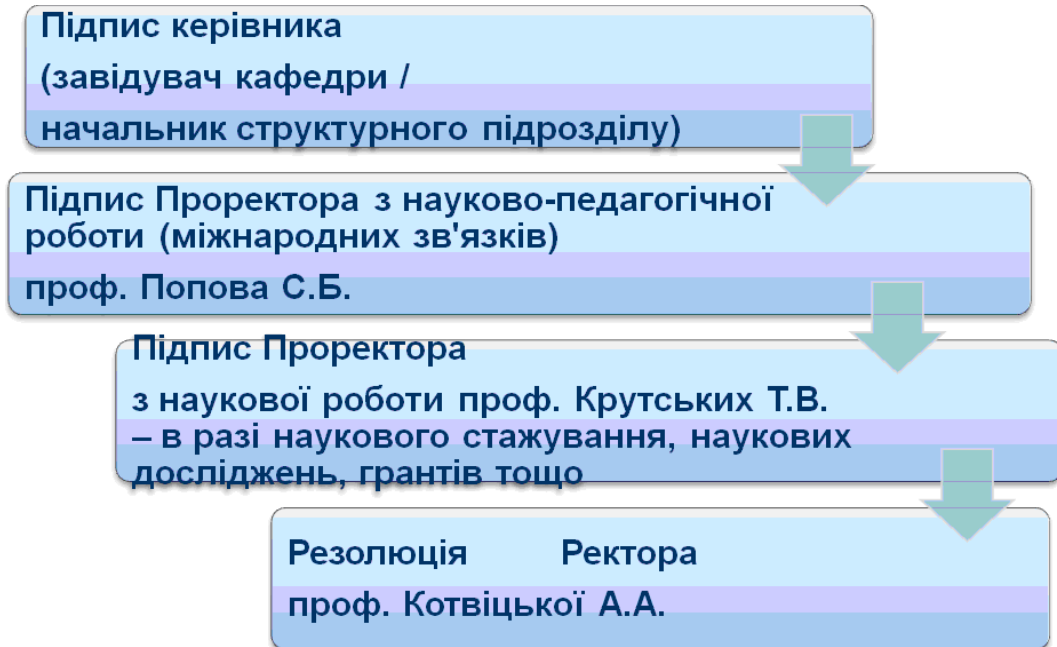 Підпис керівника
(завідувач кафедри /
начальник структурного підрозділу)
Підпис Проректора з науково-педагогічної
роботи (міжнародних зв'язків)
проф. Попова С.Б.
Підпис Проректора
з наукової роботи проф. Крутських Т.В.
– в разі наукового стажування, наукових
досліджень, грантів тощо
Резолюція Ректора
проф. Котвіцької А.А.